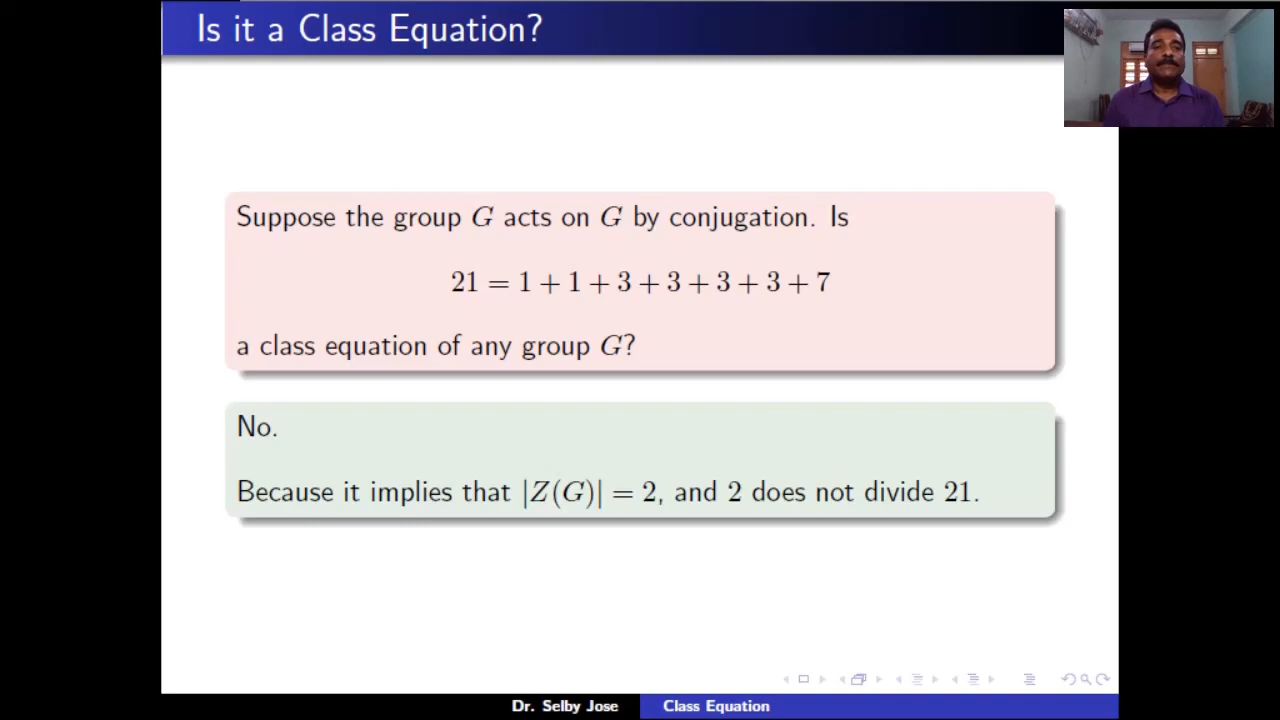 Is it a Class Equation?
Suppose the group G acts on G by conjugation. Is
21 = 1 + 1 + 3 + 3 + 3 + 3 + 7
a class equation of any group G?
No.
Because it implies that |Z(G)| = 2, and 2 does not divide 21.
Dr. Selby Jose Class Equation